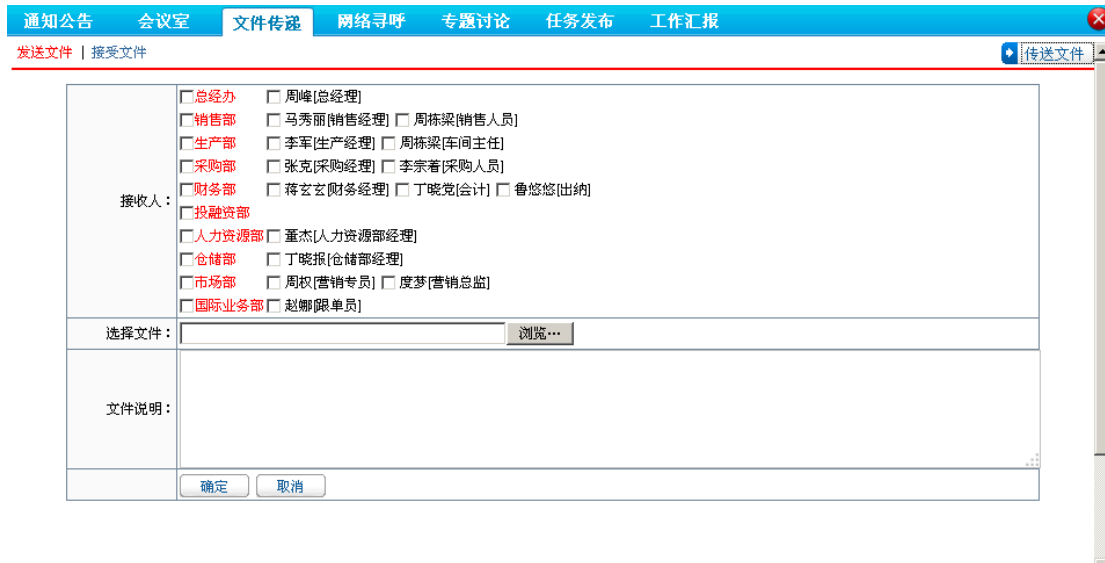 通知公告 会议室 文件传递 网络寻呼 专题讨论 任务发布 工作汇报
发送文件 | 接受文件 传送文件
总经办 周峰[总经理]
销售部 马秀丽[销售经理] 周栋梁[销售人员]
生产部 李军[生产经理] 周栋梁[车间主任]
采购部 张克[采购经理] 李宗着[采购人员]
接收人：
财务部 蒋玄玄[财务经理] 丁晓党[会计] 鲁悠悠[出纳]
投融资部
人力资源部 董杰[人力资源部经理]
仓储部 丁晓报[仓储部经理]
市场部 周权[营销专员] 度梦[营销总监]
国际业务部 赵娜[跟单员]
选择文件： 浏览…
文件说明：
确定 取消